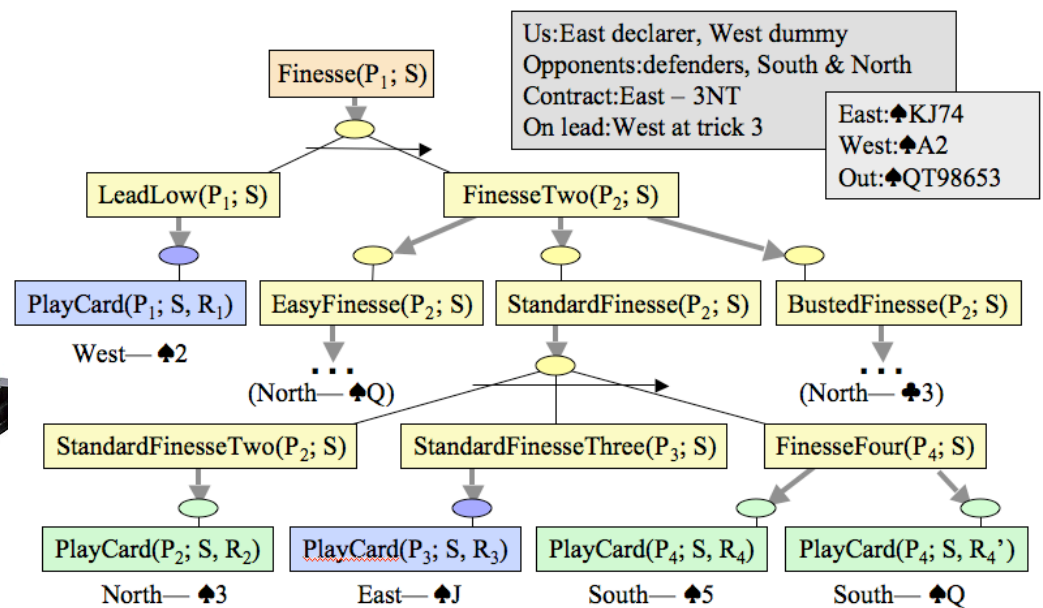 Us:East declarer, West dummy
Opponents:defenders, South & North
Contract:East – 3NT
On lead:West at trick 3
East:♠KJ74
West:♠A2
Out:♠QT98653
Finesse(P₁; S)
LeadLow(P₁; S)
FinesseTwo(P₂; S)
PlayCard(P₁; S, R₁)
EasyFinesse(P₂; S)
StandardFinesse(P₂; S)
BustedFinesse(P₂; S)
West— ♠2
...
...
(North— ♠Q)
(North— ♣3)
StandardFinesseTwo(P₂; S)
StandardFinesseThree(P₃; S)
FinesseFour(P₄; S)
PlayCard(P₂; S, R₂)
PlayCard(P₃; S, R₃)
PlayCard(P₄; S, R₄)
PlayCard(P₄; S, R₄’)
North— ♠3
East— ♠J
South— ♠5
South— ♠Q